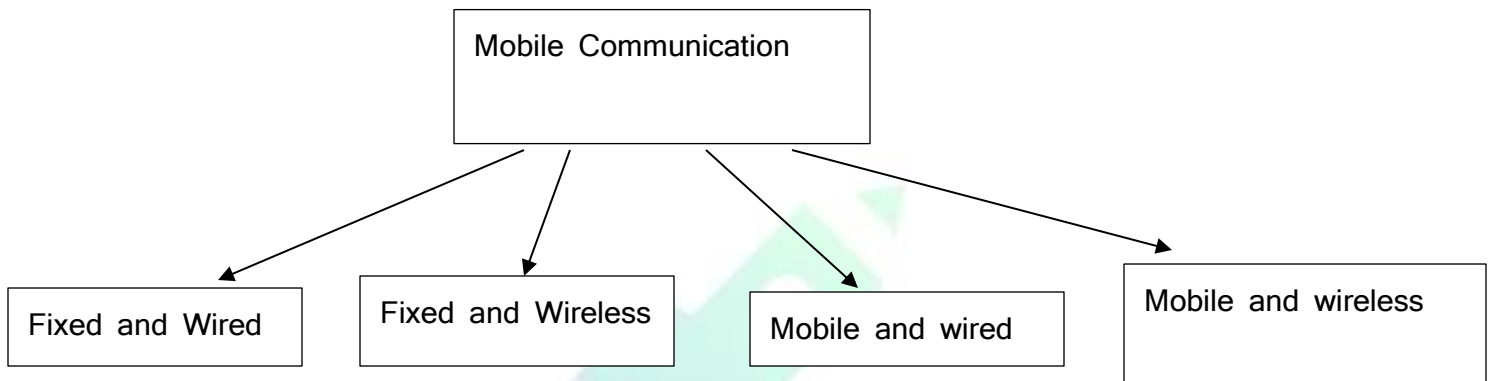 Mobile Communication
Fixed and Wired
Fixed and Wireless
Mobile and wired
Mobile and wireless